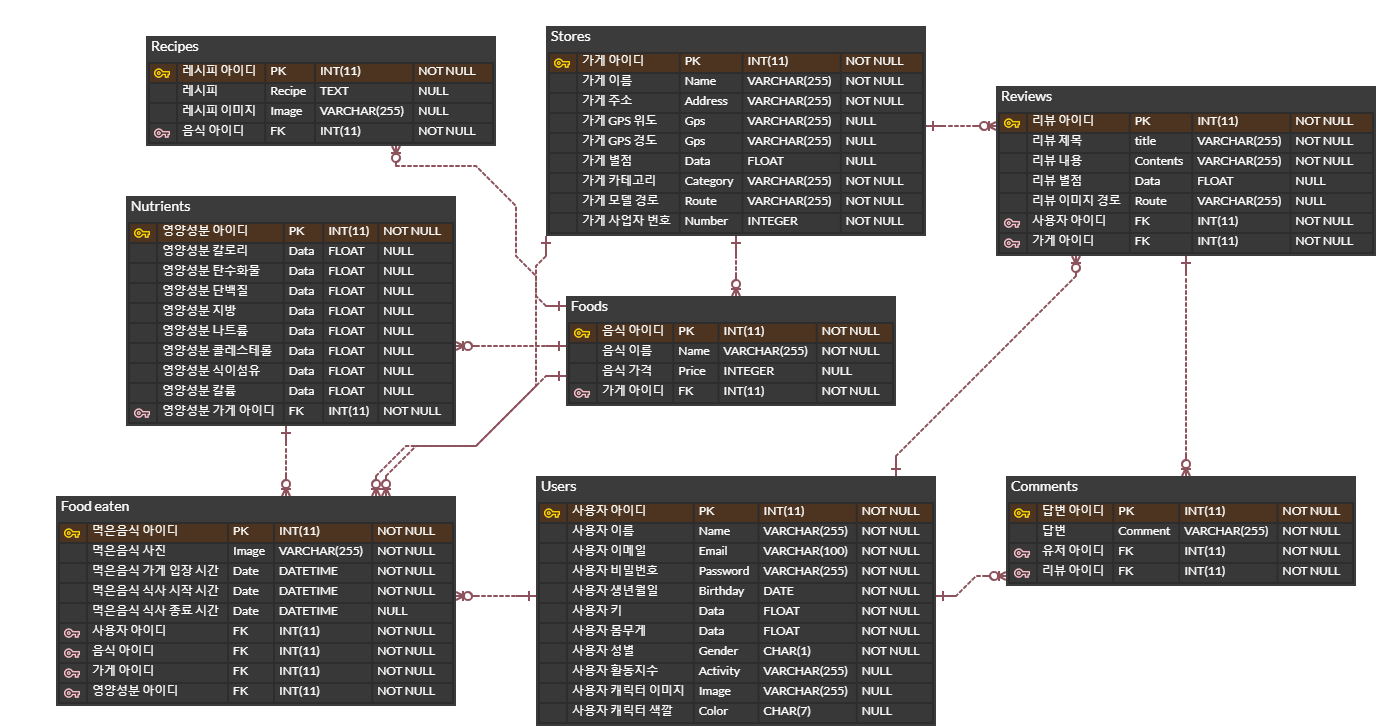 Recipes
레시피 아이디 PK INT(11) NOT NULL
레시피 Recipe TEXT NULL
레시피 이미지 Image VARCHAR(255) NULL
음식 아이디 FK INT(11) NOT NULL
Stores
가게 아이디 PK INT(11) NOT NULL
가게 이름 Name VARCHAR(255) NOT NULL
가게 주소 Address VARCHAR(255) NOT NULL
가게 GPS 위도 Gps VARCHAR(255) NULL
가게 GPS 경도 Gps VARCHAR(255) NULL
가게 별점 Data FLOAT NULL
가게 카테고리 Category VARCHAR(255) NOT NULL
가게 모델 경로 Route VARCHAR(255) NOT NULL
가게 사업자 번호 Number INTEGER NOT NULL
Reviews
리뷰 아이디 PK INT(11) NOT NULL
리뷰 제목 title VARCHAR(255) NOT NULL
리뷰 내용 Contents VARCHAR(255) NOT NULL
리뷰 별점 Data FLOAT NULL
리뷰 이미지 경로 Route VARCHAR(255) NULL
사용자 아이디 FK INT(11) NOT NULL
가게 아이디 FK INT(11) NOT NULL
Nutrients
영양성분 아이디 PK INT(11) NOT NULL
영양성분 칼로리 Data FLOAT NULL
영양성분 탄수화물 Data FLOAT NULL
영양성분 단백질 Data FLOAT NULL
영양성분 지방 Data FLOAT NULL
영양성분 나트륨 Data FLOAT NULL
영양성분 콜레스테롤 Data FLOAT NULL
영양성분 식이섬유 Data FLOAT NULL
영양성분 칼륨 Data FLOAT NULL
영양성분 가게 아이디 FK INT(11) NOT NULL
Foods
음식 아이디 PK INT(11) NOT NULL
음식 이름 Name VARCHAR(255) NOT NULL
음식 가격 Price INTEGER NULL
가게 아이디 FK INT(11) NOT NULL
Food eaten
먹은음식 아이디 PK INT(11) NOT NULL
먹은음식 사진 Image VARCHAR(255) NOT NULL
먹은음식 가게 입장 시간 Date DATETIME NOT NULL
먹은음식 식사 시작 시간 Date DATETIME NOT NULL
먹은음식 식사 종료 시간 Date DATETIME NULL
사용자 아이디 FK INT(11) NOT NULL
음식 아이디 FK INT(11) NOT NULL
가게 아이디 FK INT(11) NOT NULL
영양성분 아이디 FK INT(11) NOT NULL
Users
사용자 아이디 PK INT(11) NOT NULL
사용자 이름 Name VARCHAR(255) NOT NULL
사용자 이메일 Email VARCHAR(100) NOT NULL
사용자 비밀번호 Password VARCHAR(255) NOT NULL
사용자 생년월일 Birthday DATE NOT NULL
사용자 키 Data FLOAT NOT NULL
사용자 몸무게 Data FLOAT NOT NULL
사용자 성별 Gender CHAR(1) NOT NULL
사용자 활동지수 Activity VARCHAR(255) NULL
사용자 캐릭터 이미지 Image VARCHAR(255) NULL
사용자 캐릭터 색깔 Color CHAR(7) NULL
Comments
답변 아이디 PK INT(11) NOT NULL
답변 Comment VARCHAR(255) NOT NULL
유저 아이디 FK INT(11) NOT NULL
리뷰 아이디 FK INT(11) NOT NULL